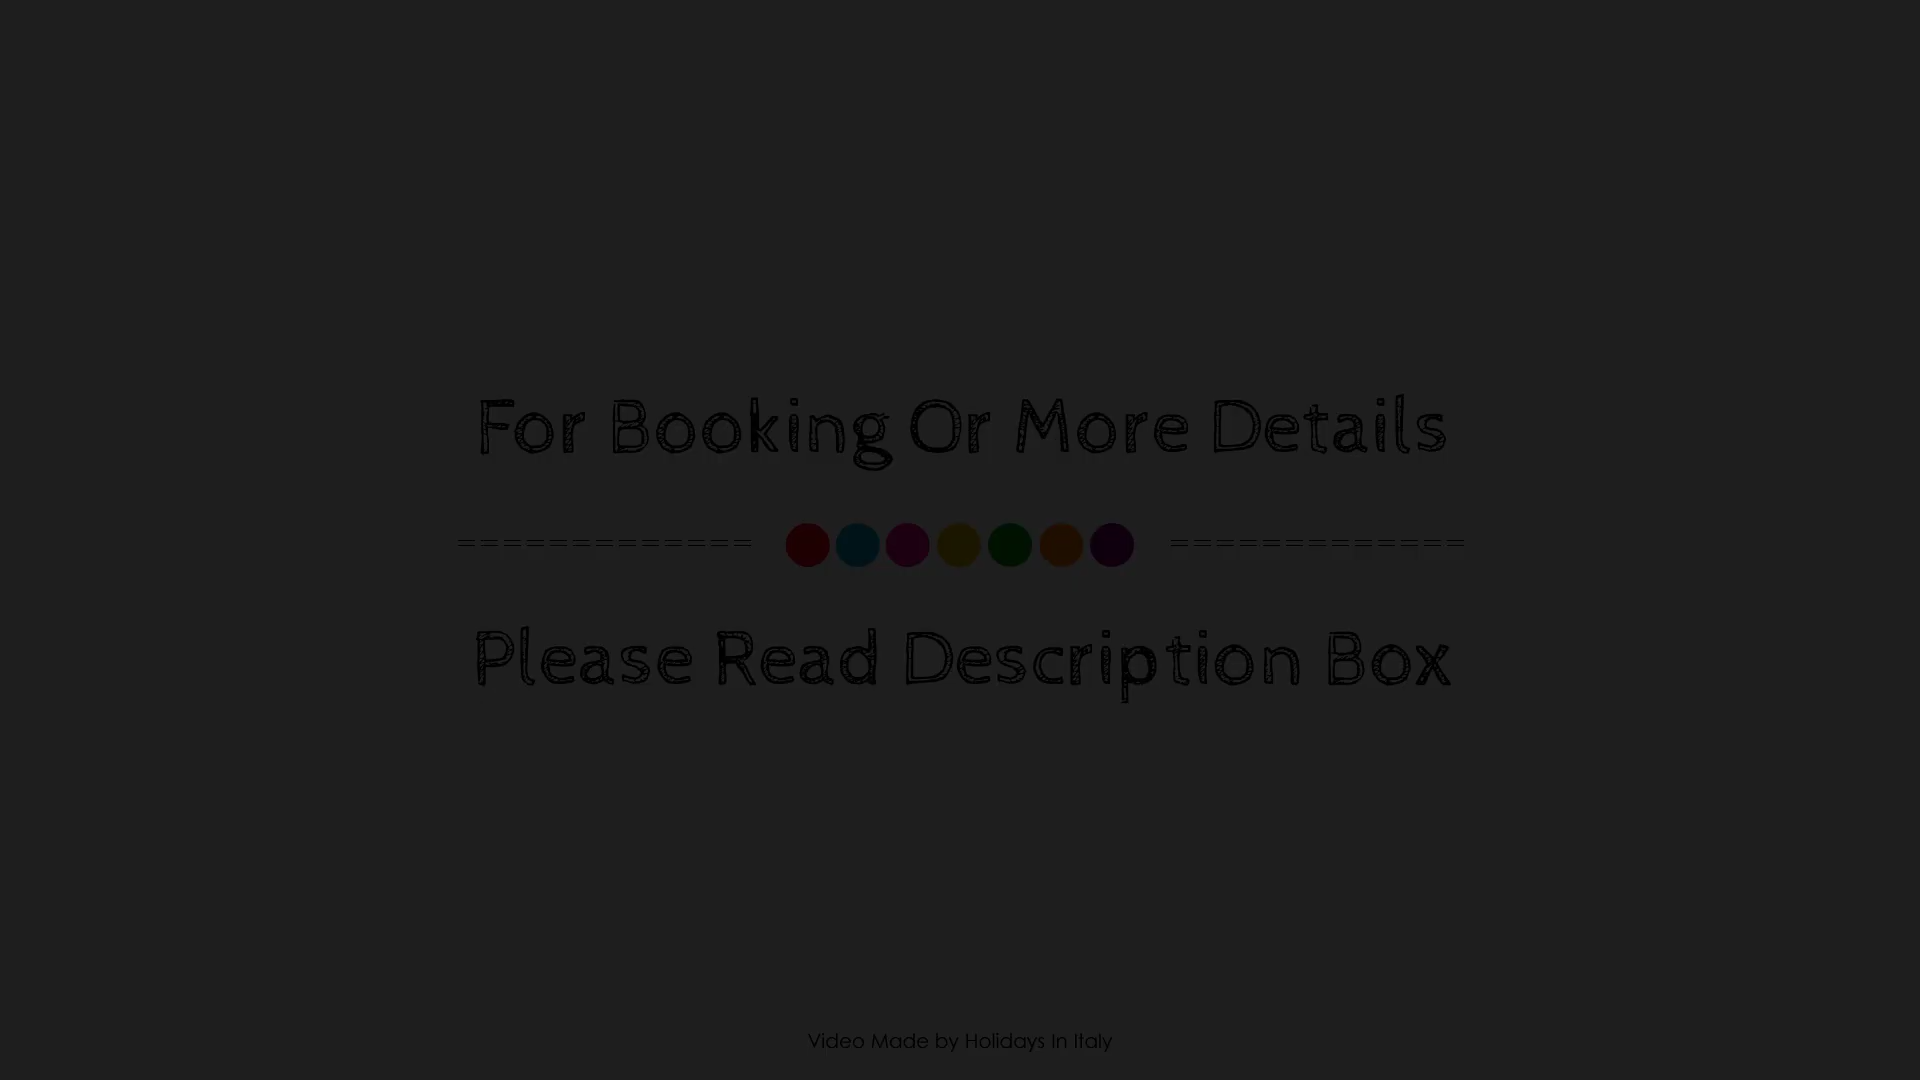 For Booking Or More Details
============= =============
Please Read Description Box
Video Made by Holidays In Italy